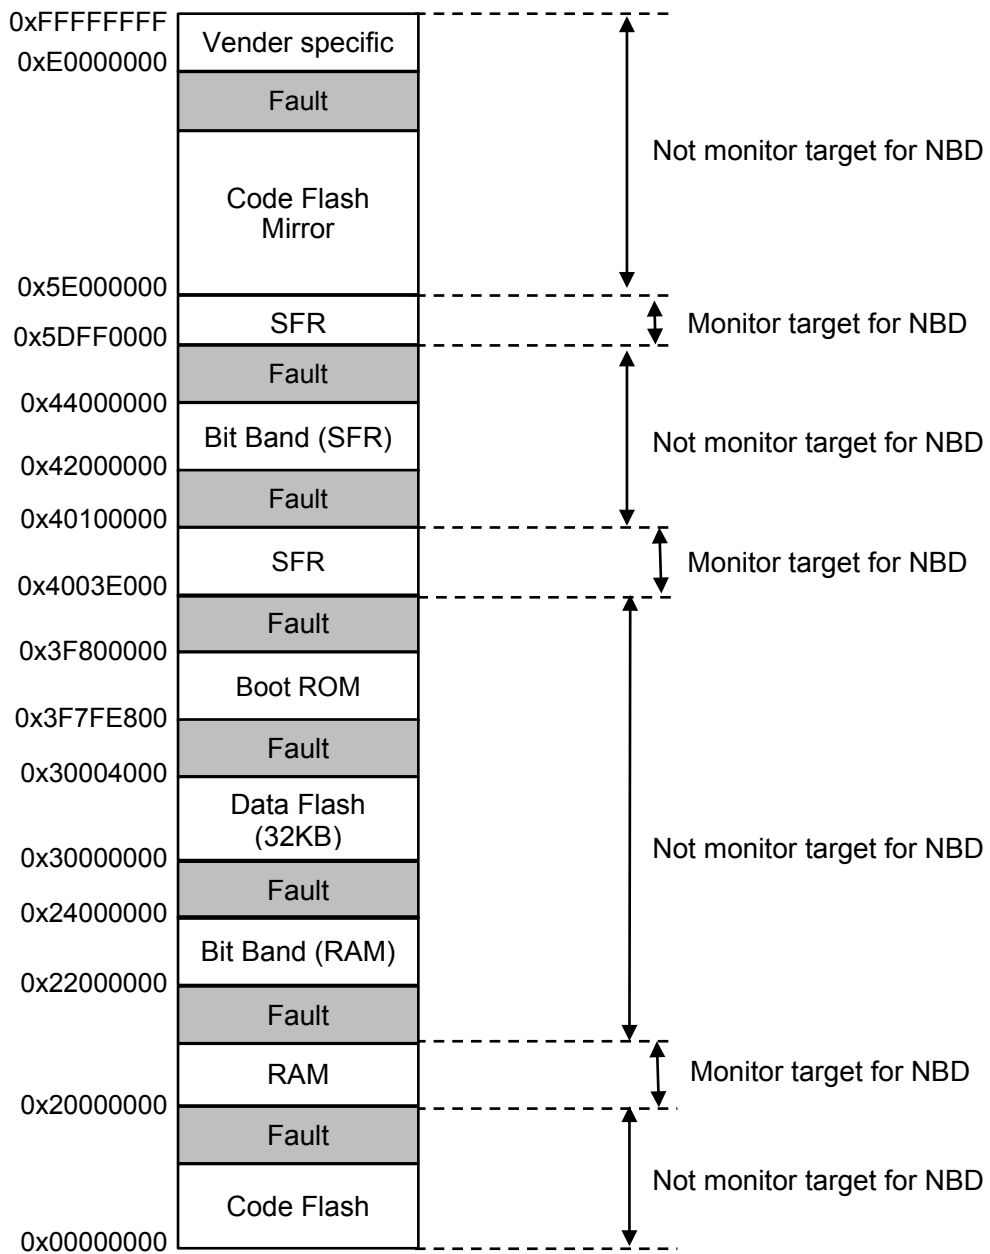 0xFFFFFFFF
Vender specific
0xE0000000
Fault
Not monitor target for NBD
Code Flash
Mirror
0x5E000000
SFR
Monitor target for NBD
0x5DFF0000
Fault
0x44000000
Bit Band (SFR)
Not monitor target for NBD
0x42000000
Fault
0x40100000
SFR
Monitor target for NBD
0x4003E000
Fault
0x3F800000
Boot ROM
0x3F7FE800
Fault
0x30004000
Data Flash
(32KB)
Not monitor target for NBD
0x30000000
Fault
0x24000000
Bit Band (RAM)
0x22000000
Fault
RAM
Monitor target for NBD
0x20000000
Fault
Not monitor target for NBD
Code Flash
0x00000000